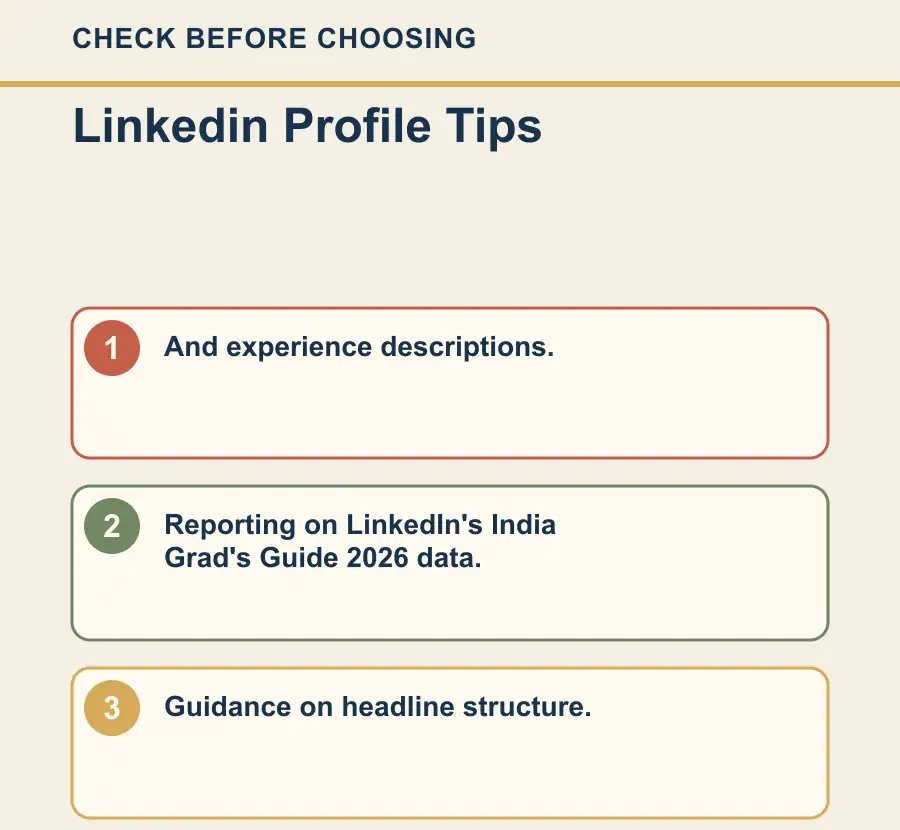 CHECK BEFORE CHOOSING
Linkedin Profile Tips
1
And experience descriptions.
2
Reporting on LinkedIn's India
Grad's Guide 2026 data.
3
Guidance on headline structure.